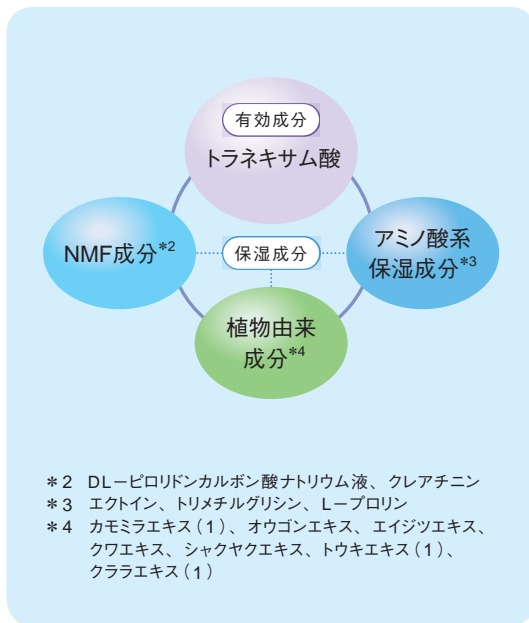 有効成分
トラネキサム酸
NMF成分*2
保湿成分
アミノ酸系
保湿成分*3
植物由来
成分*4
*2 DL－ピロリドンカルボン酸ナトリウム液、クレアチニン
*3 エクトイン、トリメチルグリシン、L－プロリン
*4 カモミラエキス（1）、オウゴンエキス、エイジツエキス、
クワエキス、シャクヤクエキス、トウキエキス（1）、
クララエキス（1）